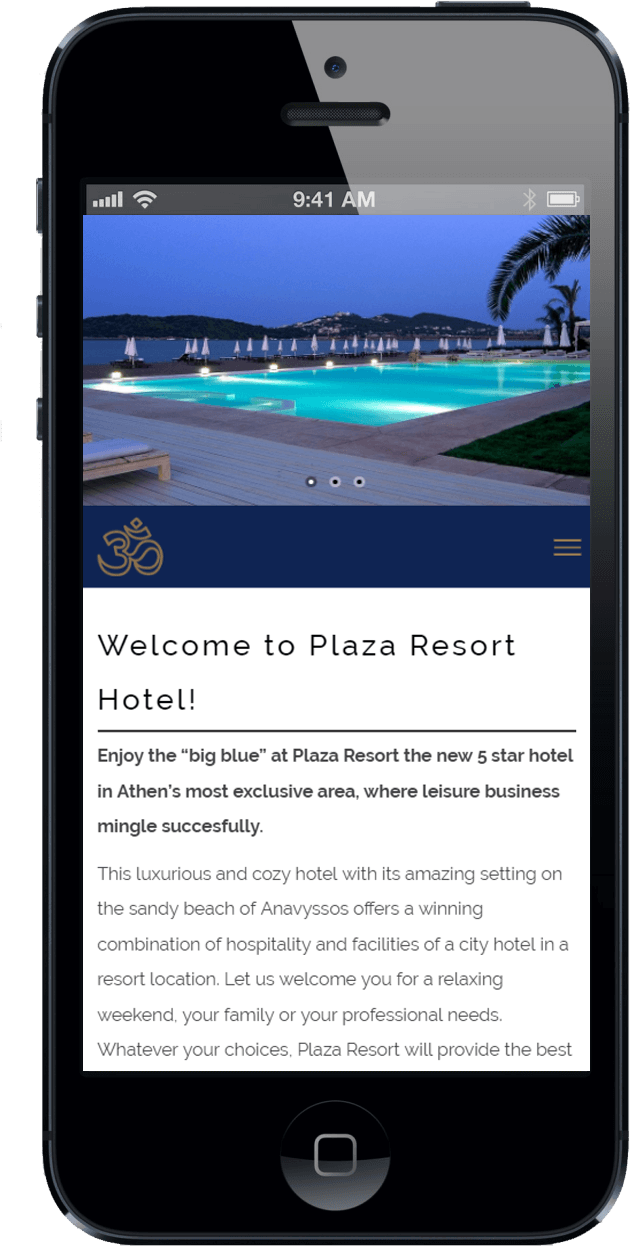 9:41 AM
Welcome to Plaza Resort
Hotel!
Enjoy the “big blue” at Plaza Resort the new 5 star hotel
in Athen's most exclusive area, where leisure business
mingle succesfully.
This luxurious and cozy hotel with its amazing setting on
the sandy beach of Anavyssos offers a winning
combination of hospitality and facilities of a city hotel in a
resort location. Let us welcome you for a relaxing
weekend, your family or your professional needs.
Whatever your choices, Plaza Resort will provide the best